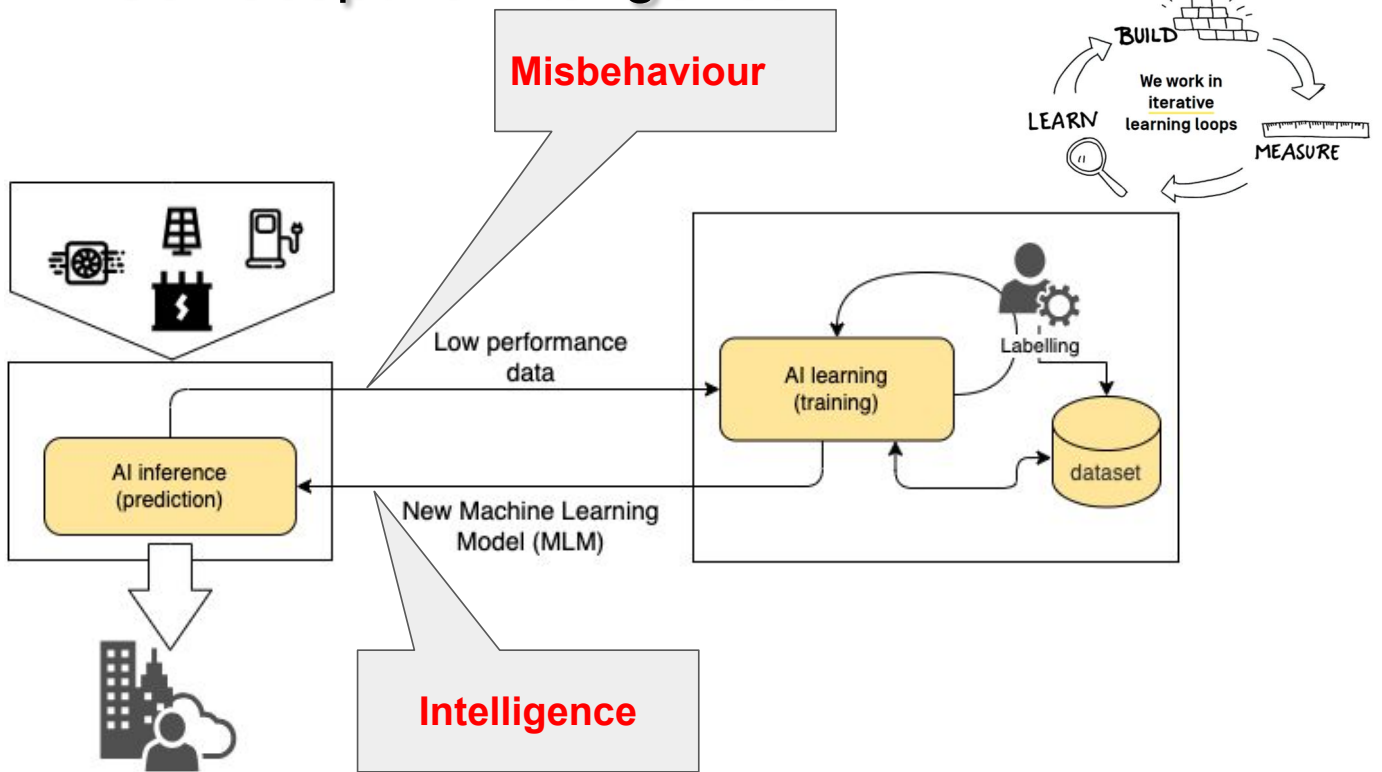 Misbehaviour
BUILD
We work in
iterative
learning loops
LEARN
MEASURE
Low performance
data
Labelling
AI learning
(training)
AI inference
(prediction)
dataset
New Machine Learning
Model (MLM)
Intelligence